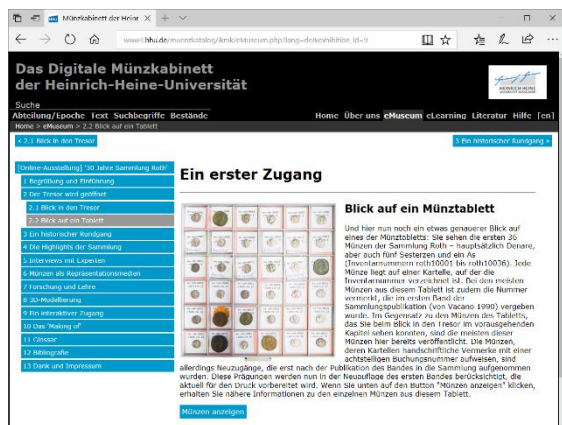 Münzkabinett der Heinr
www.hhu.de/muenzkatalog/ikmk/eMuseum.php?lang=de&exhibition_id=9
Das Digitale Münzkabinett
der Heinrich-Heine-Universität
HEINRICH HEINE
Suche
Abteilung/Epoche Text Suchbegriffe Bestände
Home Über uns eMuseum eLearning Literatur Hilfe [en]
Home > eMuseum > 2.2 Blick auf ein Tablett
< 2.1 Blick in den Tresor
3 Ein historischer Rundgang >
[Online-Ausstellung] '30 Jahre Sammlung Roth'
1 Begrüßung und Einführung
2 Der Tresor wird geöffnet
2.1 Blick in den Tresor
2.2 Blick auf ein Tablett
3 Ein historischer Rundgang
4 Die Highlights der Sammlung
5 Interviews mit Experten
6 Münzen als Repräsentationsmedien
7 Forschung und Lehre
8 3D-Modellierung
9 Ein interaktiver Zugang
10 Das 'Making of'
11 Glossar
12 Bibliografie
13 Dank und Impressum
Ein erster Zugang
Blick auf ein Münztablett
Und hier nun noch ein etwas genauerer Blick auf
eines der Münztabletts: Sie sehen die ersten 36
Münzen der Sammlung Roth – hauptsächlich Denare,
aber auch fünf Sesterzen und ein As
(Inventarnummern roth10001 bis roth10036). Jede
Münze liegt auf einer Kartelle, auf der die
Inventarnummer verzeichnet ist. Bei den meisten
Münzen aus diesem Tablett ist zudem die Nummer
vermerkt, die im ersten Band der
Sammlungspublikation (von Vacano 1990) vergeben
wurde. Im Gegensatz zu den Münzen des Tabletts,
das Sie beim Blick in den Tresor im vorausgehenden
Kapitel sehen konnten, sind die meisten dieser
Münzen hier bereits veröffentlicht. Die Münzen,
deren Kartellen handschriftliche Vermerke mit einer
achtstelligen Buchungsnummer aufweisen, sind
allerdings Neuzugänge, die erst nach der Publikation des Bandes in die Sammlung aufgenommen
wurden. Diese Prägungen werden nun in der Neuauflage des ersten Bandes berücksichtigt, die
aktuell für den Druck vorbereitet wird. Wenn Sie unten auf den Button "Münzen anzeigen" klicken,
erhalten Sie nähere Informationen zu den einzelnen Münzen aus diesem Tablett.
Münzen anzeigen